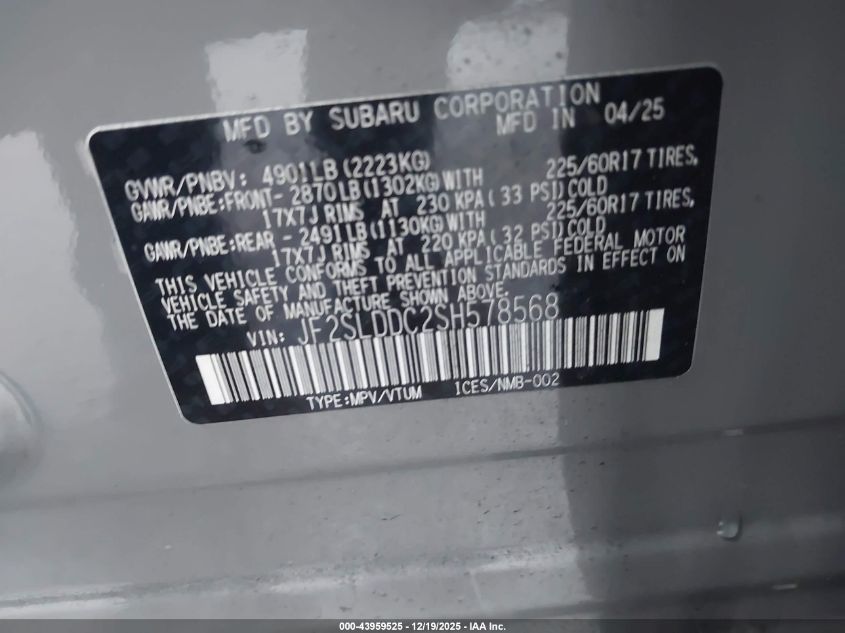 MFD BY SUBARU CORPORATION
MFD IN 04/25
GVWR/PNBV: 4901LB (2223KG)
GAWR/PNBE:FRONT- 2870LB(1302KG)WITH 225/60R17 TIRES,
17X7J RIMS AT 230 KPA( 33 PSI)COLD
GAWR/PNBE:REAR - 2491LB(1130KG)WITH 225/60R17 TIRES,
17X7J RIMS AT 220 KPA( 32 PSI)COLD
THIS VEHICLE CONFORMS TO ALL APPLICABLE FEDERAL MOTOR
VEHICLE SAFETY AND THEFT PREVENTION STANDARDS IN EFFECT ON
THE DATE OF MANUFACTURE SHOWN ABOVE.
VIN: JF2SLDDC2SH578568
TYPE:MPV/VTUM ICES/NMB-002
000-43959525 - 12/19/2025 - IAA Inc.